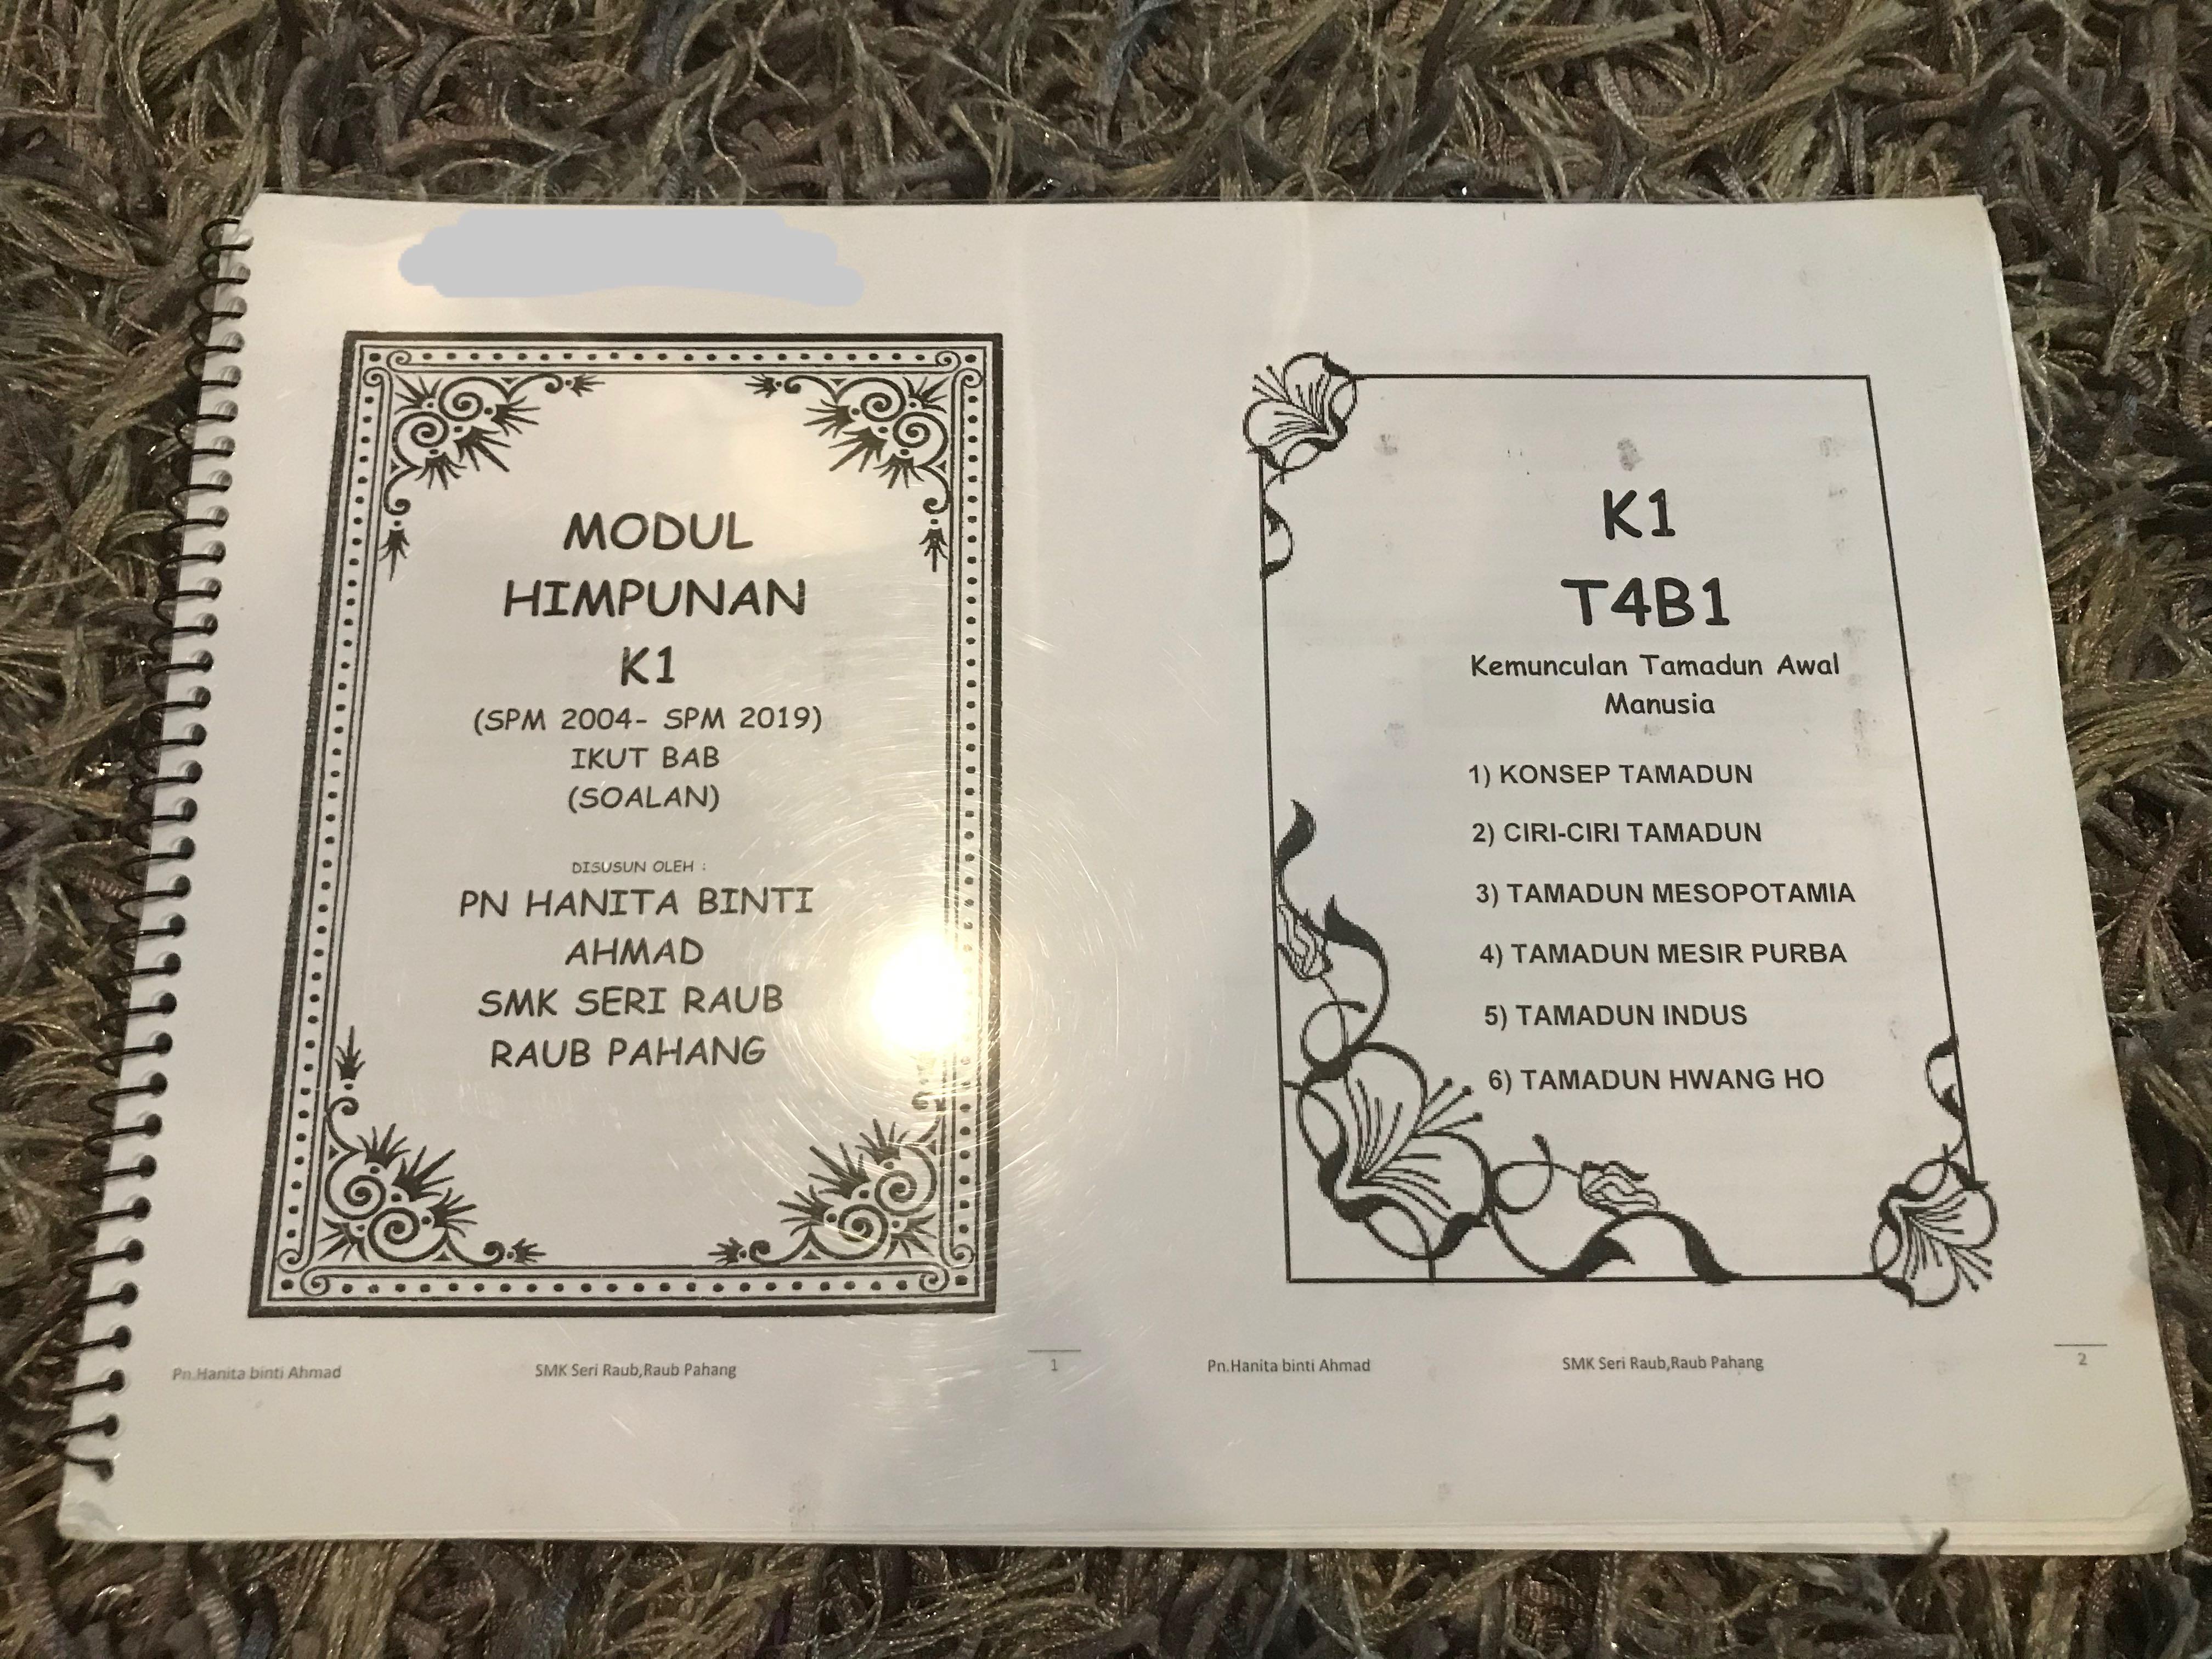 MODUL
HIMPUNAN
K1
(SPM 2004- SPM 2019)
IKUT BAB
(SOALAN)
DISUSUN OLEH :
PN HANITA BINTI
AHMAD
SMK SERI RAUB
RAUB PAHANG
Pn.Hanita binti Ahmad SMK Seri Raub,Raub Pahang 1
K1
T4B1
Kemunculan Tamadun Awal
Manusia
1) KONSEP TAMADUN
2) CIRI-CIRI TAMADUN
3) TAMADUN MESOPOTAMIA
4) TAMADUN MESIR PURBA
5) TAMADUN INDUS
6) TAMADUN HWANG HO
Pn.Hanita binti Ahmad SMK Seri Raub,Raub Pahang 2